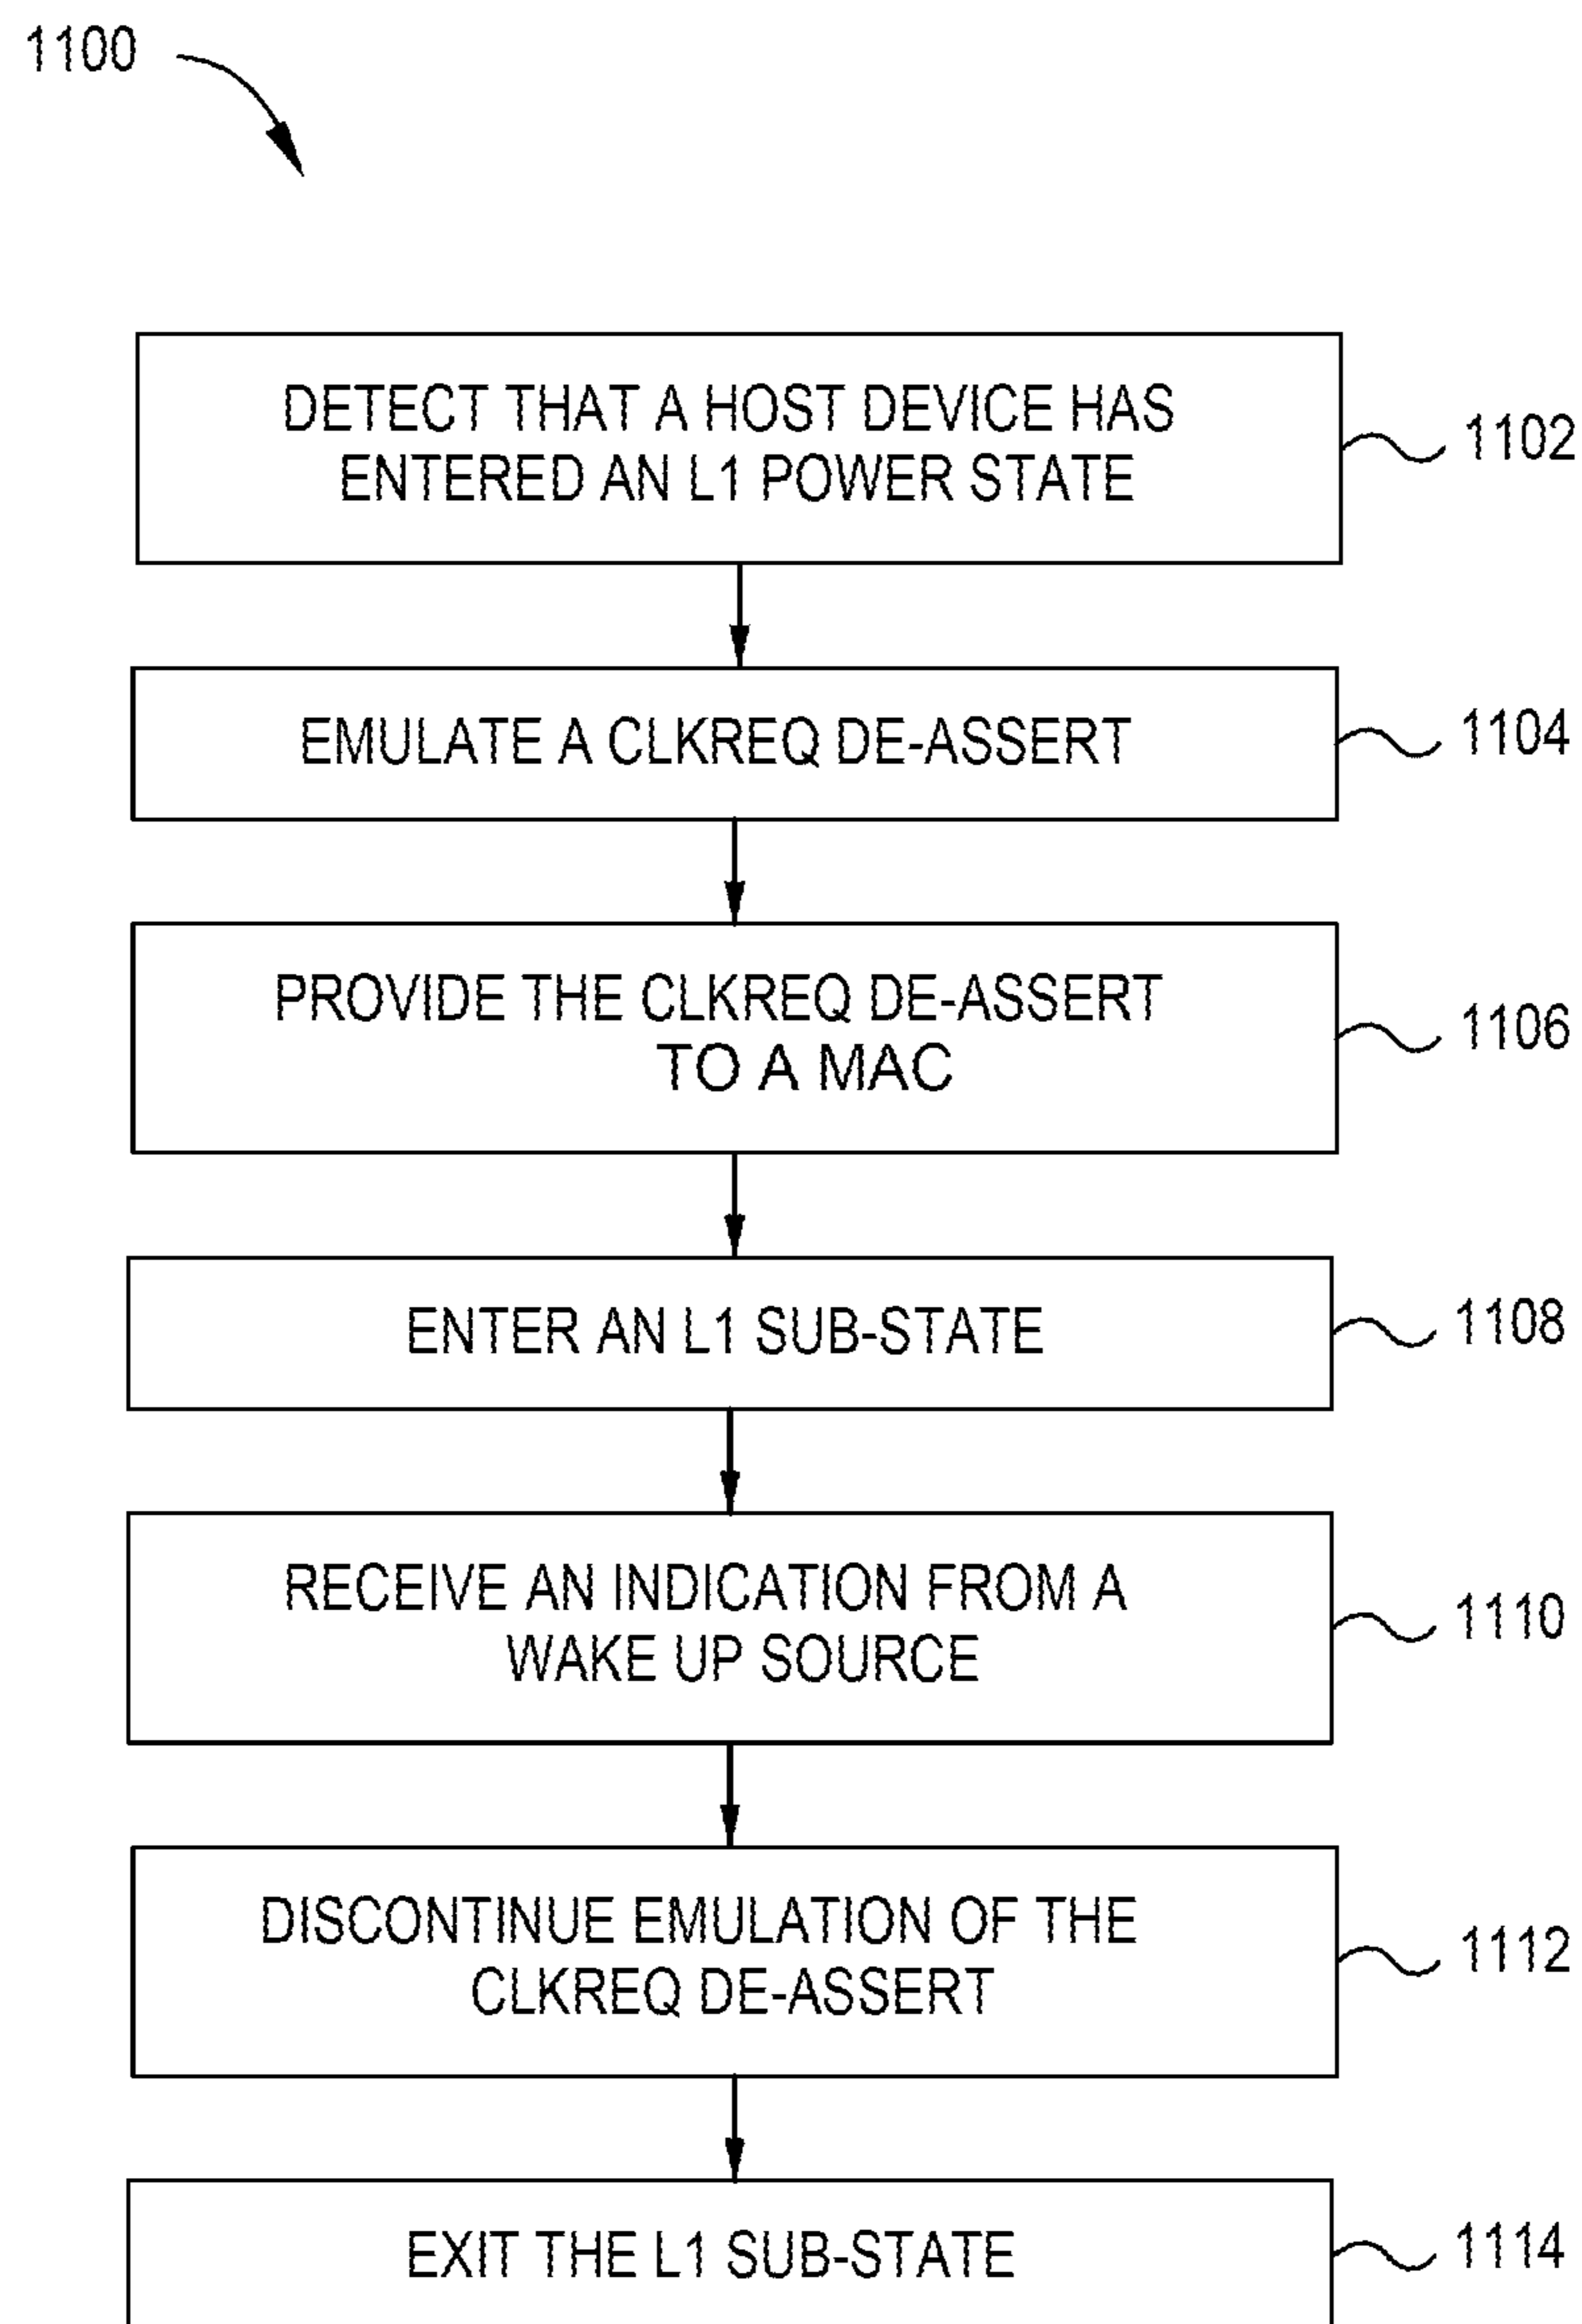 1100
DETECT THAT A HOST DEVICE HAS
ENTERED AN L1 POWER STATE
1102
EMULATE A CLKREQ DE-ASSERT
1104
PROVIDE THE CLKREQ DE-ASSERT
TO A MAC
1106
ENTER AN L1 SUB-STATE
1108
RECEIVE AN INDICATION FROM A
WAKE UP SOURCE
1110
DISCONTINUE EMULATION OF THE
CLKREQ DE-ASSERT
1112
EXIT THE L1 SUB-STATE
1114